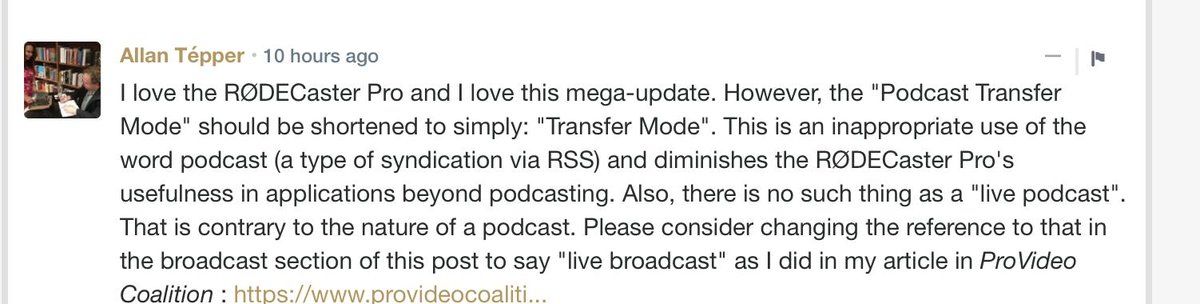 Allan Tépper • 10 hours ago
I love the RØDECaster Pro and I love this mega-update. However, the "Podcast Transfer
Mode" should be shortened to simply: "Transfer Mode". This is an inappropriate use of the
word podcast (a type of syndication via RSS) and diminishes the RØDECaster Pro's
usefulness in applications beyond podcasting. Also, there is no such thing as a "live podcast".
That is contrary to the nature of a podcast. Please consider changing the reference to that in
the broadcast section of this post to say "live broadcast" as I did in my article in ProVideo
Coalition : https://www.provideocoaliti...